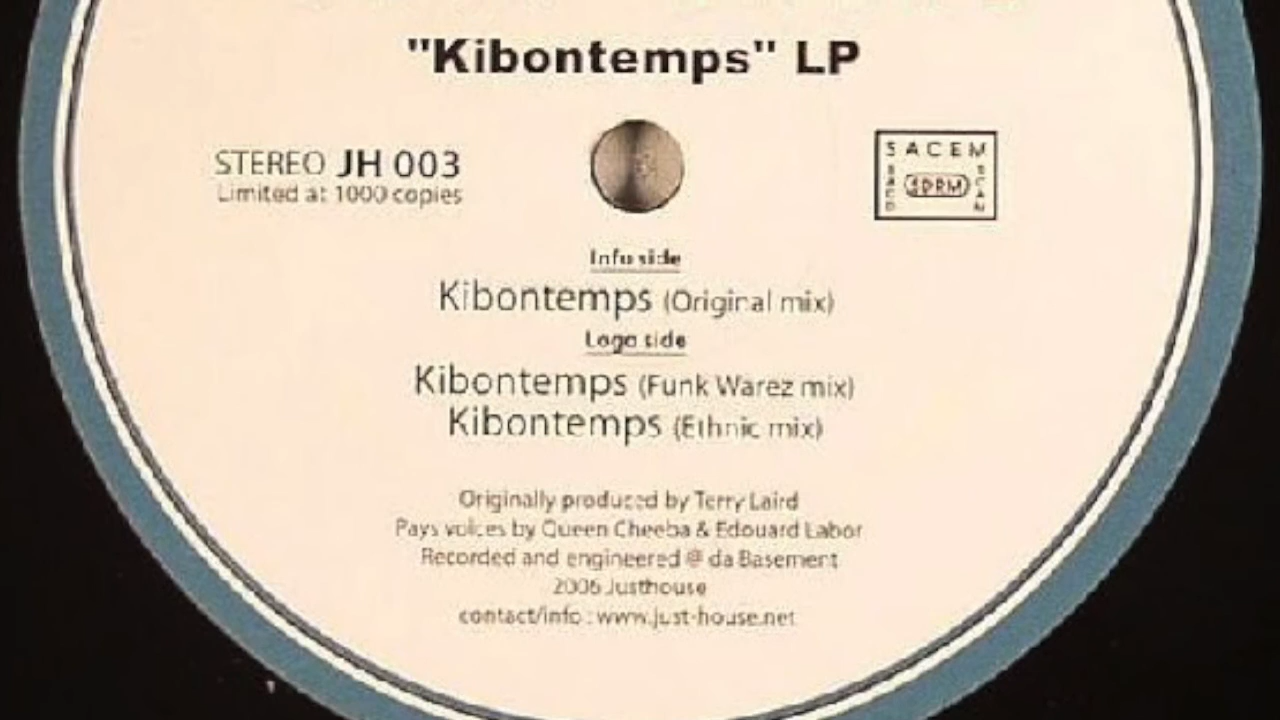 "Kibontemps" LP
STEREO JH 003
Limited at 1000 copies
SACEM
SACD
SDRM
SCAM
Info side
Kibontemps (Original mix)
Logo side
Kibontemps (Funk Warez mix)
Kibontemps (Ethnic mix)
Originally produced by Terry Laird
Pays voices by Queen Cheeba & Edouard Labor
Recorded and engineered @ da Basement
2006 Justhouse
contact/info : www.just-house.net